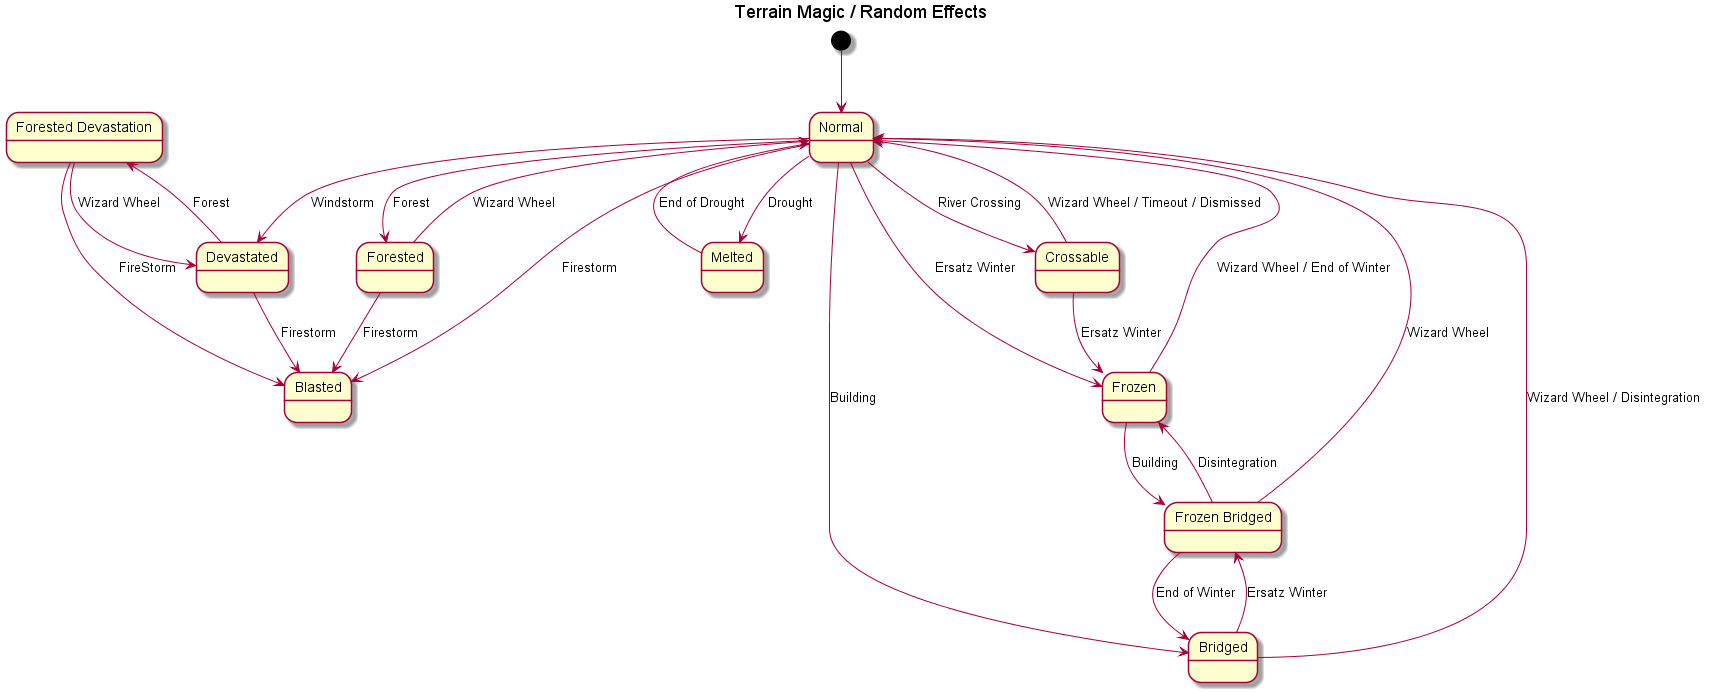 Terrain Magic / Random Effects
Forested Devastation
Normal
Wizard Wheel
Forest
Windstorm
Forest
Wizard Wheel
End of Drought
Drought
River Crossing
Wizard Wheel / Timeout / Dismissed
Devastated
Forested
Melted
Crossable
FireStorm
Firestorm
Ersatz Winter
Wizard Wheel / End of Winter
Firestorm
Firestorm
Ersatz Winter
Wizard Wheel
Blasted
Frozen
Building
Wizard Wheel / Disintegration
Building
Disintegration
Frozen Bridged
End of Winter
Ersatz Winter
Bridged